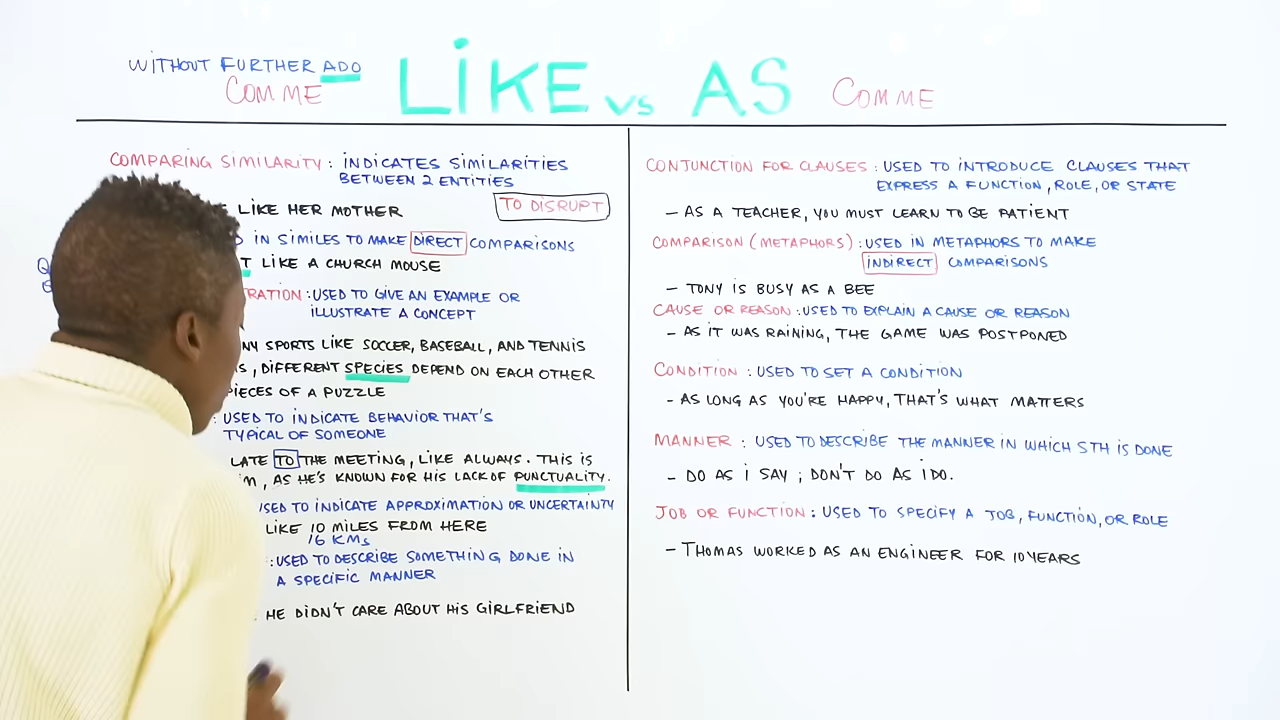 WITHOUT FURTHER ADO
COMME
LIKE vs AS
COMME
COMPARING SIMILARITY : INDICATES SIMILARITIES
BETWEEN 2 ENTITIES
LIKE HER MOTHER
TO DISRUPT
IN SIMILES TO MAKE DIRECT COMPARISONS
LIKE A CHURCH MOUSE
: USED TO GIVE AN EXAMPLE OR
ILLUSTRATE A CONCEPT
SPORTS LIKE SOCCER, BASEBALL, AND TENNIS
, DIFFERENT SPECIES DEPEND ON EACH OTHER
PIECES OF A PUZZLE
: USED TO INDICATE BEHAVIOR THAT'S
TYPICAL OF SOMEONE
LATE TO THE MEETING, LIKE ALWAYS. THIS IS
, AS HE'S KNOWN FOR HIS LACK OF PUNCTUALITY.
USED TO INDICATE APPROXIMATION OR UNCERTAINTY
LIKE 10 MILES FROM HERE
16 KMs
: USED TO DESCRIBE SOMETHING DONE IN
A SPECIFIC MANNER
HE DIDN'T CARE ABOUT HIS GIRLFRIEND
CONJUNCTION FOR CLAUSES : USED TO INTRODUCE CLAUSES THAT
EXPRESS A FUNCTION, ROLE, OR STATE
- AS A TEACHER, YOU MUST LEARN TO BE PATIENT
COMPARISON (METAPHORS) : USED IN METAPHORS TO MAKE
INDIRECT COMPARISONS
- TONY IS BUSY AS A BEE
CAUSE OR REASON : USED TO EXPLAIN A CAUSE OR REASON
- AS IT WAS RAINING, THE GAME WAS POSTPONED
CONDITION : USED TO SET A CONDITION
- AS LONG AS YOU'RE HAPPY, THAT'S WHAT MATTERS
MANNER : USED TO DESCRIBE THE MANNER IN WHICH STH IS DONE
- DO AS I SAY ; DON'T DO AS I DO.
JOB OR FUNCTION : USED TO SPECIFY A JOB, FUNCTION, OR ROLE
- THOMAS WORKED AS AN ENGINEER FOR 10 YEARS